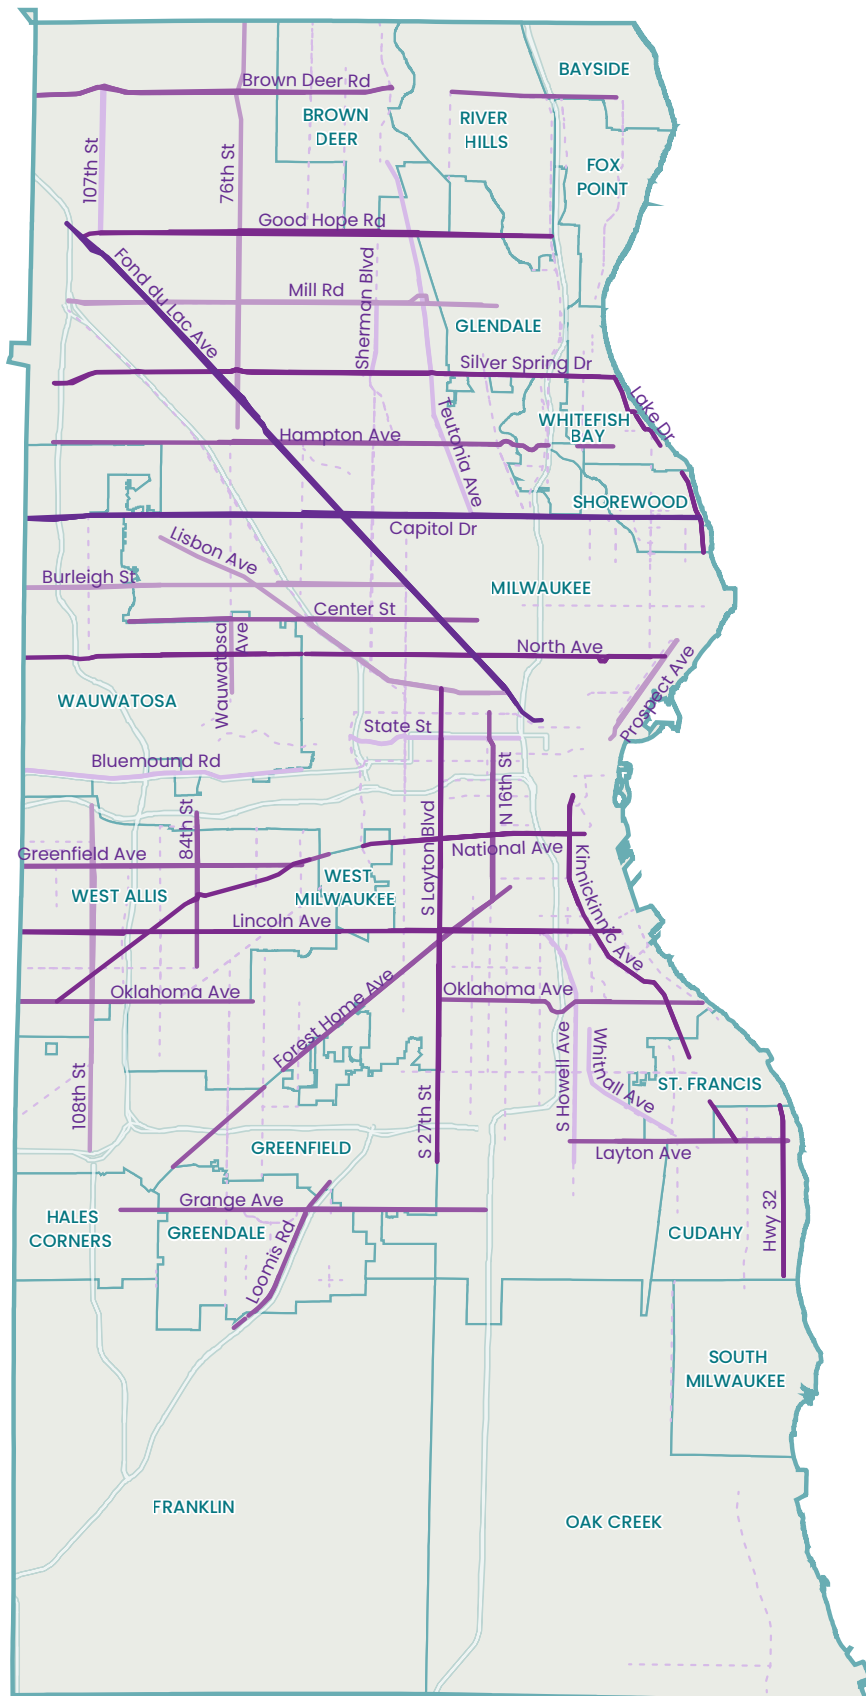 BAYSIDE
Brown Deer Rd
BROWN
DEER
RIVER
HILLS
107th St
76th St
FOX
POINT
Good Hope Rd
Fond du Lac Ave
Sherman Blvd
Mill Rd
GLENDALE
Silver Spring Dr
Lake Dr
Teutonia Ave
WHITEFISH
BAY
Hampton Ave
SHOREWOOD
Capitol Dr
Lisbon Ave
Burleigh St
MILWAUKEE
Center St
Wauwatosa
Ave
North Ave
Prospect Ave
WAUWATOSA
State St
Bluemound Rd
N 16th St
84th St
S Layton Blvd
Greenfield Ave
National Ave
Kinnickinnic Ave
WEST ALLIS
WEST
MILWAUKEE
Lincoln Ave
Oklahoma Ave
Forest Home Ave
Oklahoma Ave
S Howell Ave
Whitnall Ave
108th St
S 27th St
ST. FRANCIS
GREENFIELD
Layton Ave
Grange Ave
HALES
CORNERS
GREENDALE
Loomis Rd
CUDAHY
Hwy 32
SOUTH
MILWAUKEE
FRANKLIN
OAK CREEK